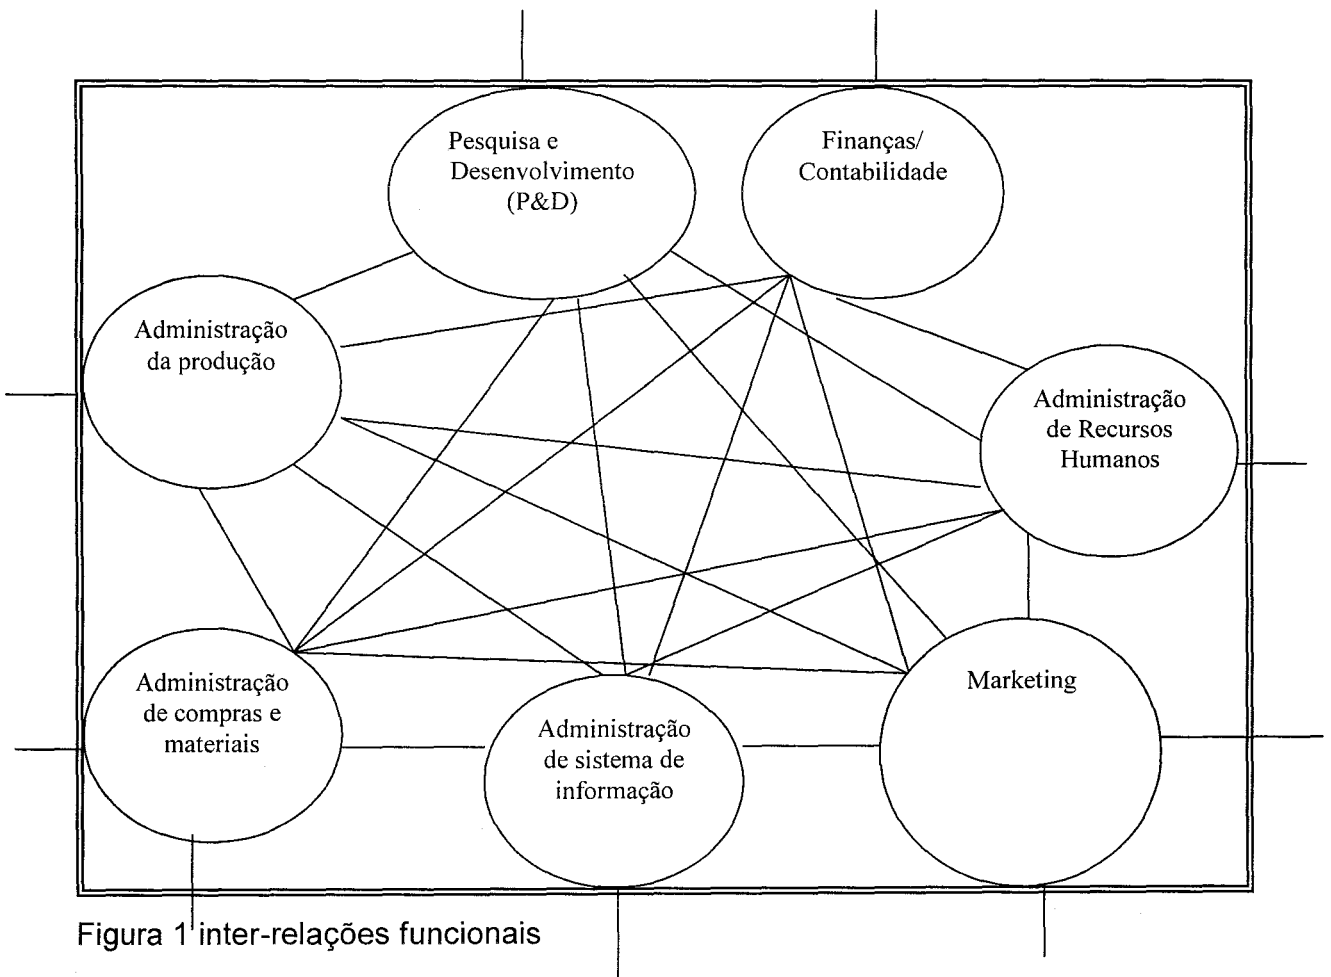 Pesquisa e
Desenvolvimento
(P&D)
Finanças/
Contabilidade
Administração
da produção
Administração
de Recursos
Humanos
Administração
de compras e
materiais
Administração
de sistema de
informação
Marketing
Figura 1 inter-relações funcionais